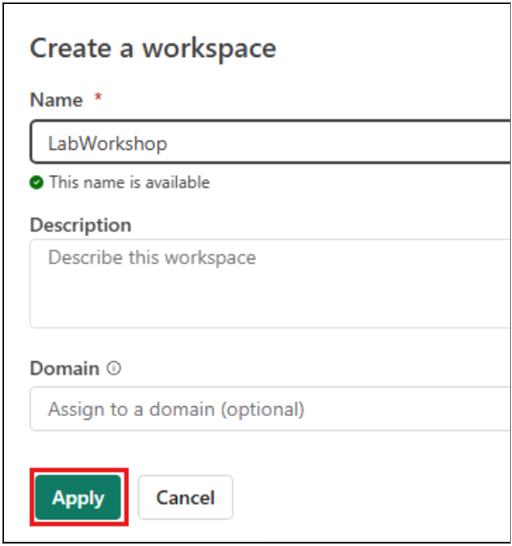 Create a workspace
Name *
LabWorkshop
This name is available
Description
Describe this workspace
Domain
Assign to a domain (optional)
Apply Cancel